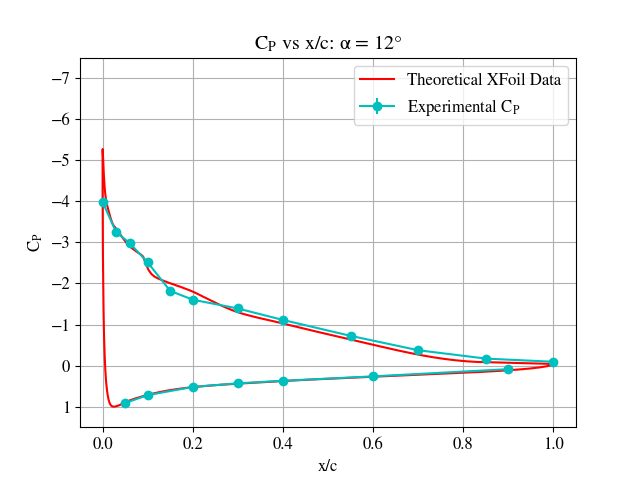 C_P vs x/c: α = 12°
Theoretical XFoil Data
Experimental C_P
−7
−6
−5
−4
−3
−2
−1
0
1
C_P
0.0 0.2 0.4 0.6 0.8 1.0
x/c